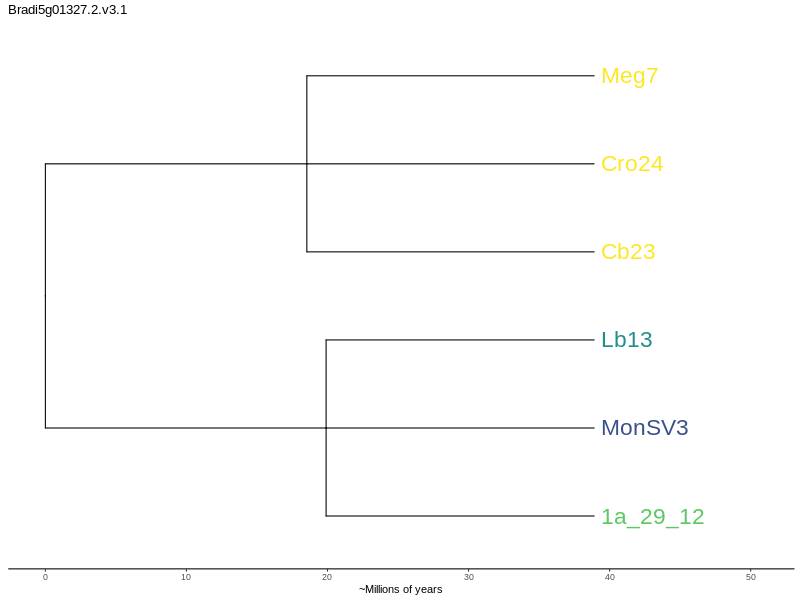 Bradi5g01327.2.v3.1
Meg7
Cro24
Cb23
Lb13
MonSV3
1a_29_12
0 10 20 30 40 50
~Millions of years